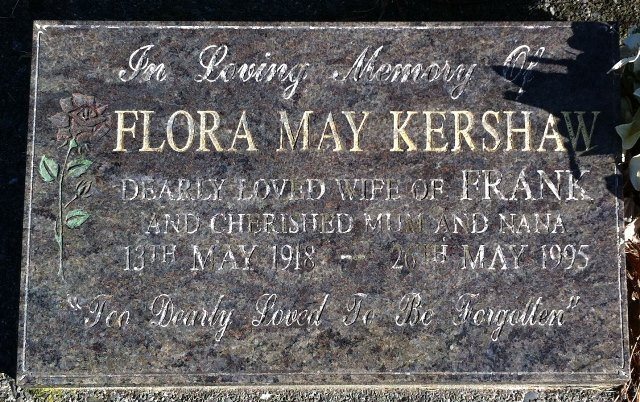 In Loving Memory Of
FLORA MAY KERSHAW
DEARLY LOVED WIFE OF FRANK
AND CHERISHED MUM AND NANA
13TH MAY 1918 -- 26TH MAY 1995
"Too Dearly Loved To Be Forgotten"